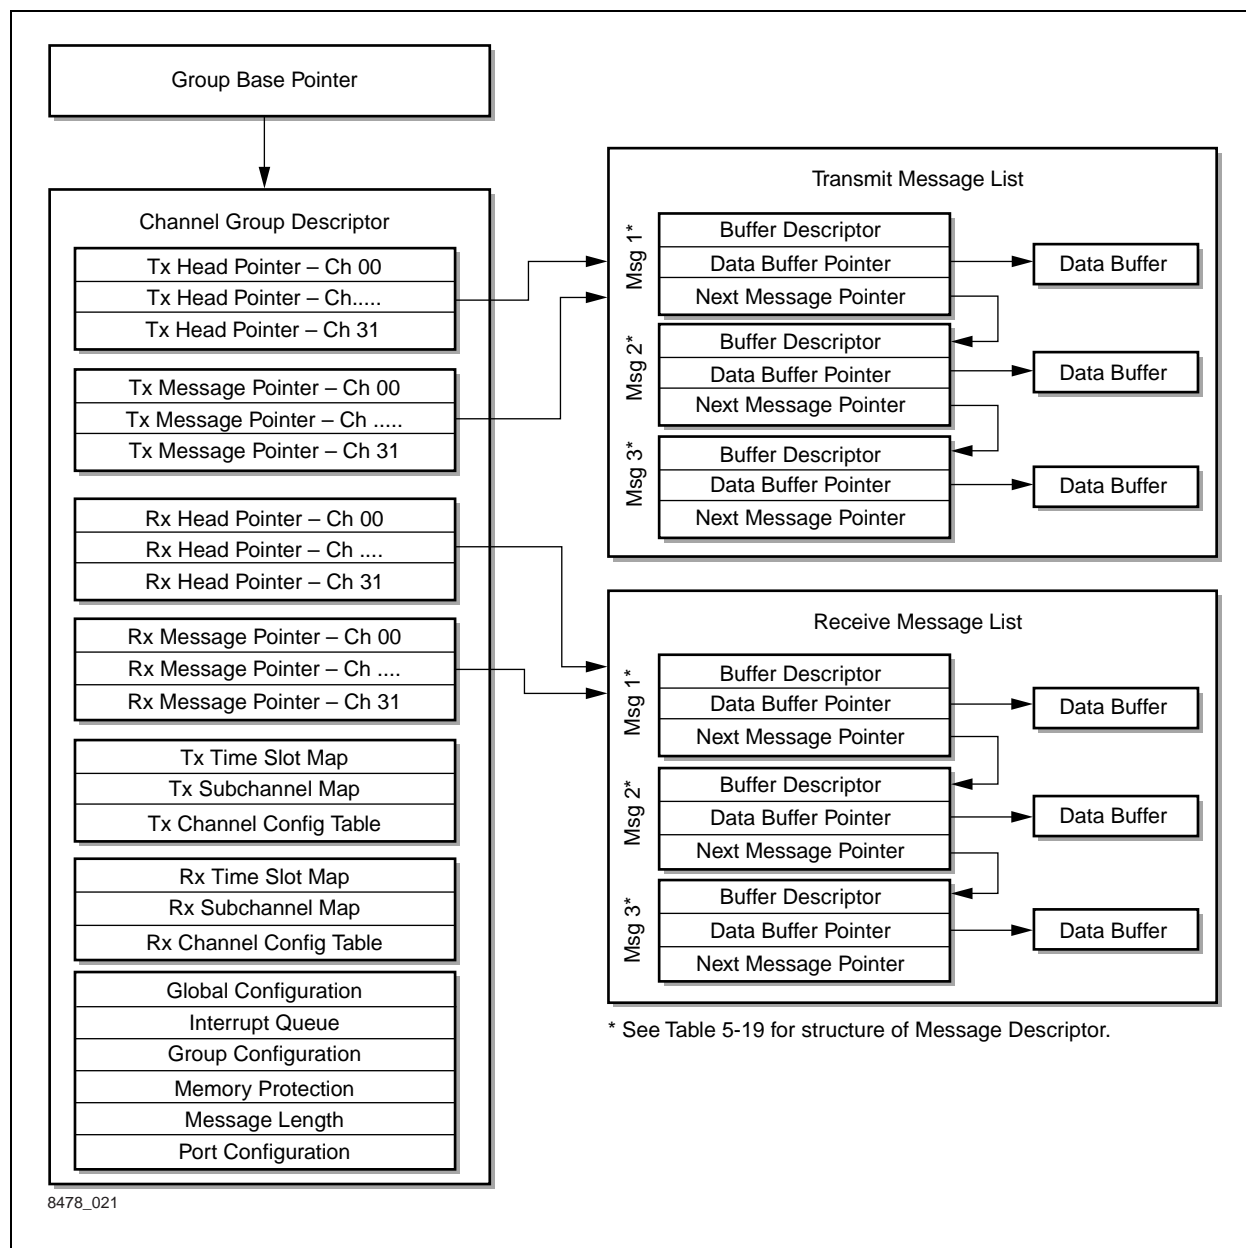 Group Base Pointer
Channel Group Descriptor
Tx Head Pointer – Ch 00
Tx Head Pointer – Ch.....
Tx Head Pointer – Ch 31
Tx Message Pointer – Ch 00
Tx Message Pointer – Ch .....
Tx Message Pointer – Ch 31
Rx Head Pointer – Ch 00
Rx Head Pointer – Ch ....
Rx Head Pointer – Ch 31
Rx Message Pointer – Ch 00
Rx Message Pointer – Ch ....
Rx Message Pointer – Ch 31
Tx Time Slot Map
Tx Subchannel Map
Tx Channel Config Table
Rx Time Slot Map
Rx Subchannel Map
Rx Channel Config Table
Global Configuration
Interrupt Queue
Group Configuration
Memory Protection
Message Length
Port Configuration
8478_021
Transmit Message List
Msg 1*
Buffer Descriptor
Data Buffer Pointer
Next Message Pointer
Data Buffer
Msg 2*
Buffer Descriptor
Data Buffer Pointer
Next Message Pointer
Data Buffer
Msg 3*
Buffer Descriptor
Data Buffer Pointer
Next Message Pointer
Data Buffer
Receive Message List
Msg 1*
Buffer Descriptor
Data Buffer Pointer
Next Message Pointer
Data Buffer
Msg 2*
Buffer Descriptor
Data Buffer Pointer
Next Message Pointer
Data Buffer
Msg 3*
Buffer Descriptor
Data Buffer Pointer
Next Message Pointer
Data Buffer
* See Table 5-19 for structure of Message Descriptor.